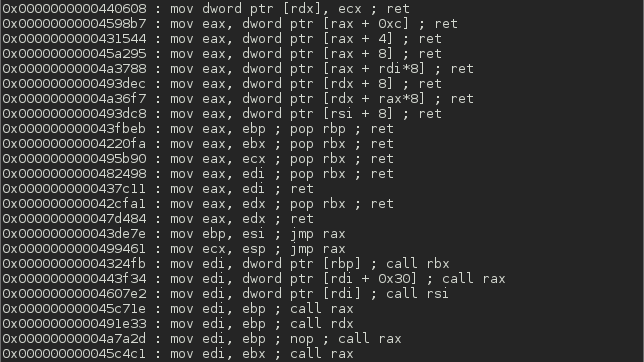 0x0000000000440608 : mov dword ptr [rdx], ecx ; ret
0x00000000004598b7 : mov eax, dword ptr [rax + 0xc] ; ret
0x0000000000431544 : mov eax, dword ptr [rax + 4] ; ret
0x000000000045a295 : mov eax, dword ptr [rax + 8] ; ret
0x00000000004a3788 : mov eax, dword ptr [rax + rdi*8] ; ret
0x0000000000493dec : mov eax, dword ptr [rdx + 8] ; ret
0x00000000004a36f7 : mov eax, dword ptr [rdx + rax*8] ; ret
0x0000000000493dc8 : mov eax, dword ptr [rsi + 8] ; ret
0x000000000043fbeb : mov eax, ebp ; pop rbp ; ret
0x00000000004220fa : mov eax, ebx ; pop rbx ; ret
0x0000000000495b90 : mov eax, ecx ; pop rbx ; ret
0x0000000000482498 : mov eax, edi ; pop rbx ; ret
0x0000000000437c11 : mov eax, edi ; ret
0x000000000042cfa1 : mov eax, edx ; pop rbx ; ret
0x000000000047d484 : mov eax, edx ; ret
0x000000000043de7e : mov ebp, esi ; jmp rax
0x0000000000499461 : mov ecx, esp ; jmp rax
0x00000000004324fb : mov edi, dword ptr [rbp] ; call rbx
0x0000000000443f34 : mov edi, dword ptr [rdi + 0x30] ; call rax
0x00000000004607e2 : mov edi, dword ptr [rdi] ; call rsi
0x000000000045c71e : mov edi, ebp ; call rax
0x0000000000491e33 : mov edi, ebp ; call rdx
0x00000000004a7a2d : mov edi, ebp ; nop ; call rax
0x000000000045c4c1 : mov edi, ebx ; call rax